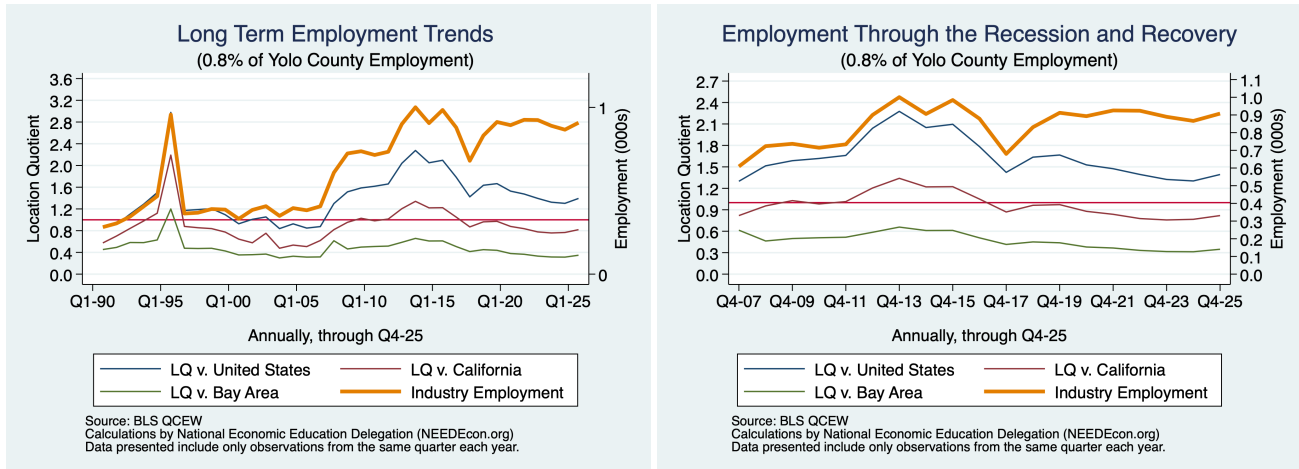 Long Term Employment Trends
(0.8% of Yolo County Employment)
Location Quotient
3.6
3.2
2.8
2.4
2.0
1.6
1.2
0.8
0.4
0.0
1
0
Employment (000s)
Q1-90 Q1-95 Q1-00 Q1-05 Q1-10 Q1-15 Q1-20 Q1-25
Annually, through Q4-25
LQ v. United States LQ v. California
LQ v. Bay Area Industry Employment
Source: BLS QCEW
Calculations by National Economic Education Delegation (NEEDEcon.org)
Data presented include only observations from the same quarter each year.
Employment Through the Recession and Recovery
(0.8% of Yolo County Employment)
Location Quotient
2.7
2.4
2.1
1.8
1.5
1.2
0.9
0.6
0.3
0.0
1.1
1.0
0.9
0.8
0.7
0.6
0.5
0.4
0.3
0.2
0.1
0.0
Employment (000s)
Q4-07 Q4-09 Q4-11 Q4-13 Q4-15 Q4-17 Q4-19 Q4-21 Q4-23 Q4-25
Annually, through Q4-25
LQ v. United States LQ v. California
LQ v. Bay Area Industry Employment
Source: BLS QCEW
Calculations by National Economic Education Delegation (NEEDEcon.org)
Data presented include only observations from the same quarter each year.